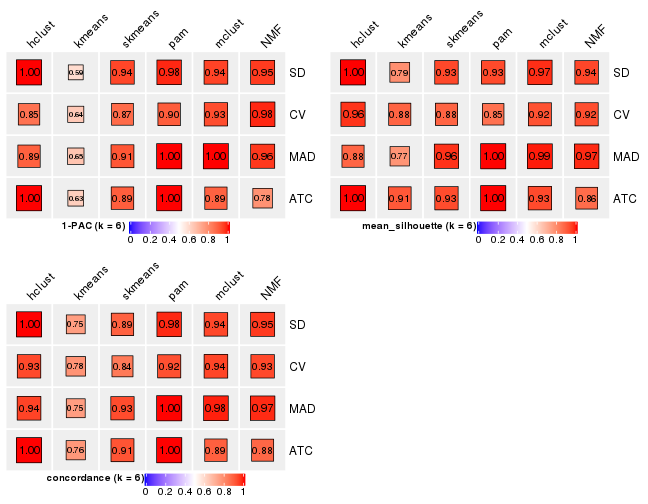 hclust kmeans skmeans pam mclust NMF
1.00 0.59 0.94 0.98 0.94 0.95 SD
0.85 0.64 0.87 0.90 0.93 0.98 CV
0.89 0.65 0.91 1.00 1.00 0.96 MAD
1.00 0.63 0.89 1.00 0.89 0.78 ATC
1-PAC (k = 6)
0 0.2 0.4 0.6 0.8 1
hclust kmeans skmeans pam mclust NMF
1.00 0.79 0.93 0.93 0.97 0.94 SD
0.96 0.88 0.88 0.85 0.92 0.92 CV
0.88 0.77 0.96 1.00 0.99 0.97 MAD
1.00 0.91 0.93 1.00 0.93 0.86 ATC
mean_silhouette (k = 6)
0 0.2 0.4 0.6 0.8 1
hclust kmeans skmeans pam mclust NMF
1.00 0.75 0.89 0.98 0.94 0.95 SD
0.93 0.78 0.84 0.92 0.94 0.93 CV
0.94 0.75 0.93 1.00 0.98 0.97 MAD
1.00 0.76 0.91 1.00 0.89 0.88 ATC
concordance (k = 6)
0 0.2 0.4 0.6 0.8 1